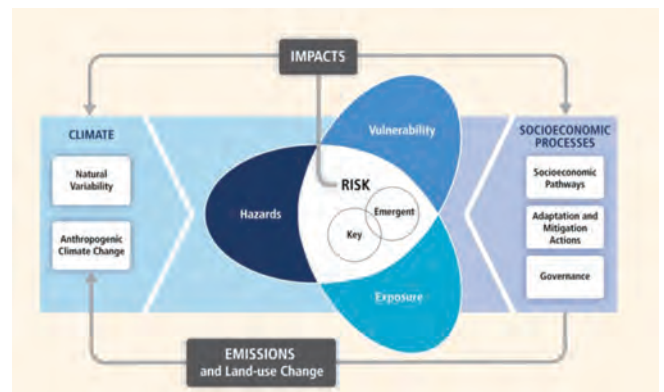 IMPACTS
CLIMATE
Natural
Variability
Anthropogenic
Climate Change
Vulnerability
Hazards
RISK
Emergent
Key
Exposure
SOCIOECONOMIC
PROCESSES
Socioeconomic
Pathways
Adaptation and
Mitigation
Actions
Governance
EMISSIONS
and Land-use Change